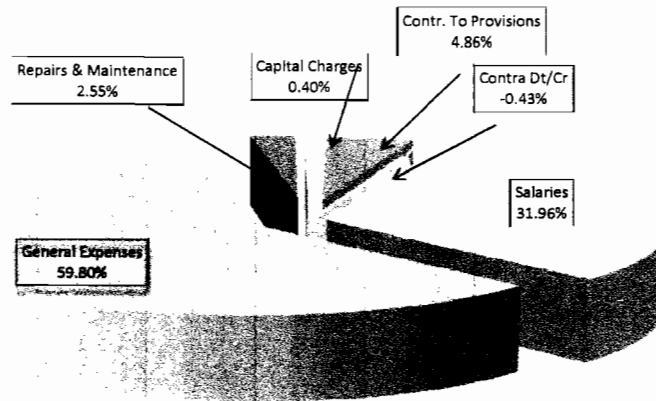 Contr. To Provisions
4.86%
Repairs & Maintenance
2.55%
Capital Charges
0.40%
Contra Dt/Cr
-0.43%
Salaries
31.96%
General Expenses
59.80%